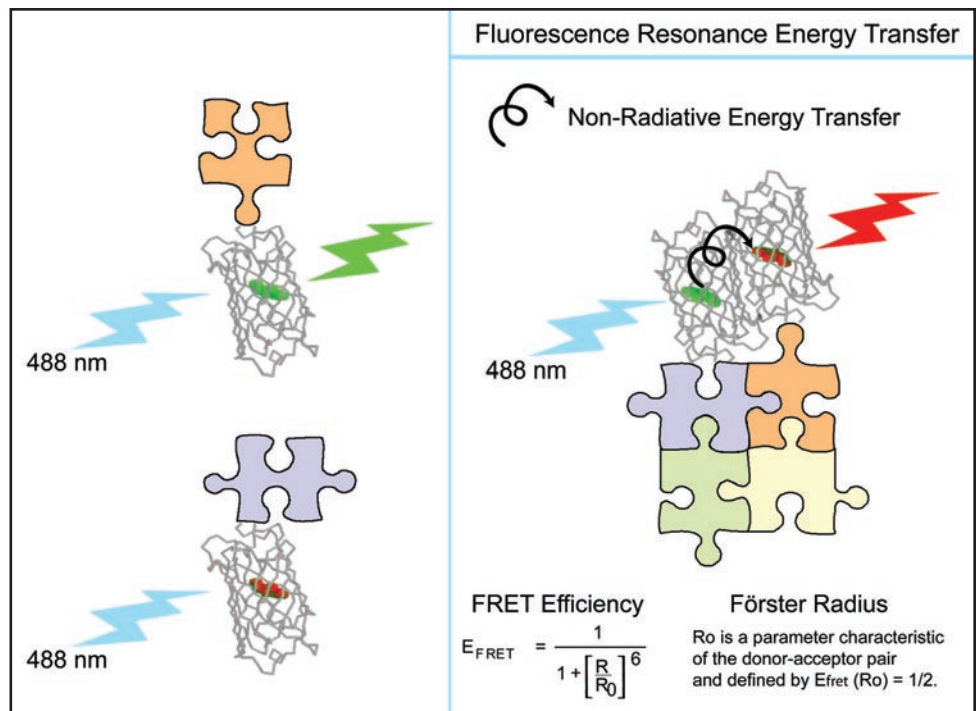 Fluorescence Resonance Energy Transfer
Non-Radiative Energy Transfer
488 nm
488 nm
488 nm
FRET Efficiency
E FRET = 1 / 1 + [R/R0]^6
Förster Radius
Ro is a parameter characteristic
of the donor-acceptor pair
and defined by Efret (Ro) = 1/2.